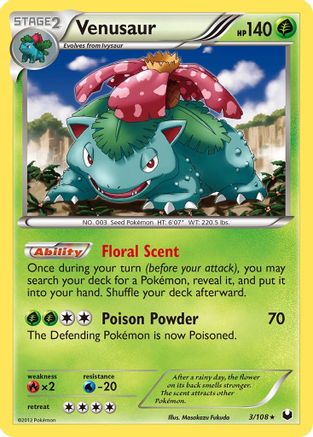 STAGE2
Venusaur
HP140
Evolves from Ivysaur
NO. 003 Seed Pokémon HT: 6'07" WT: 220.5 lbs.
Ability Floral Scent
Once during your turn (before your attack), you may
search your deck for a Pokémon, reveal it, and put it
into your hand. Shuffle your deck afterward.
Poison Powder 70
The Defending Pokémon is now Poisoned.
weakness resistance
×2 -20
After a rainy day, the flower
on its back smells stronger.
The scent attracts other
Pokémon.
retreat
©2012 Pokémon Illus. Masakazu Fukuda 3/108